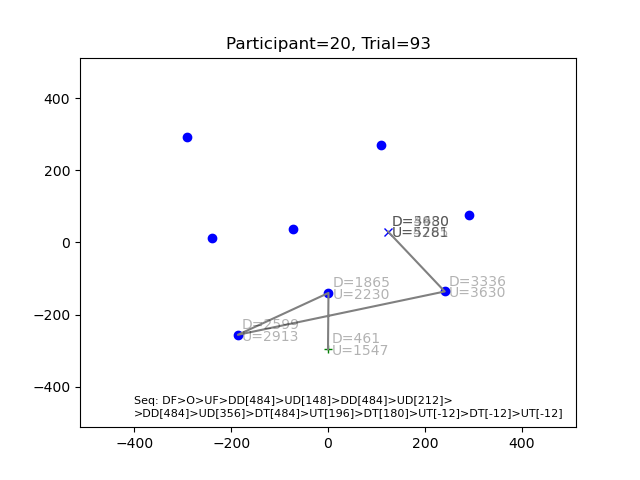 Participant=20, Trial=93
400
200
0
−200
−400
D=3336
U=3630
D=1865
U=2230
D=2599
U=2913
D=461
U=1547
Seq: DF>O>UF>DD[484]>UD[148]>DD[484]>UD[212]>
>DD[484]>UD[356]>DT[484]>UT[196]>DT[180]>UT[-12]>DT[-12]>UT[-12]
−400
−200
0
200
400